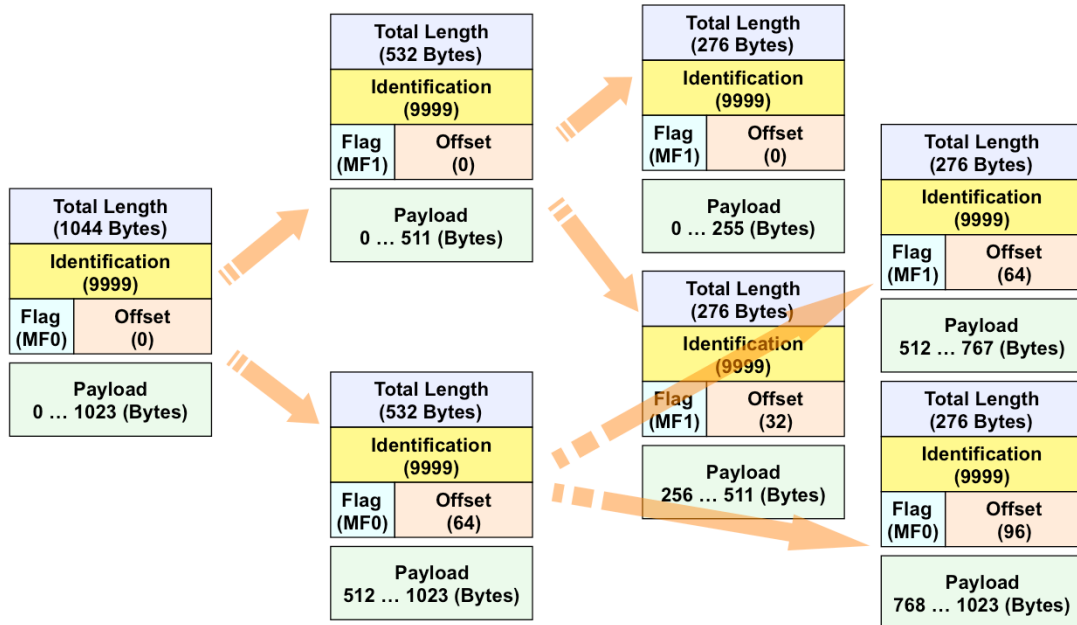 Total Length
(1044 Bytes)
Identification
(9999)
Flag
(MF0)
Offset
(0)
Payload
0 … 1023 (Bytes)
Total Length
(532 Bytes)
Identification
(9999)
Flag
(MF1)
Offset
(0)
Payload
0 … 511 (Bytes)
Total Length
(532 Bytes)
Identification
(9999)
Flag
(MF0)
Offset
(64)
Payload
512 … 1023 (Bytes)
Total Length
(276 Bytes)
Identification
(9999)
Flag
(MF1)
Offset
(0)
Payload
0 … 255 (Bytes)
Total Length
(276 Bytes)
Identification
(9999)
Flag
(MF1)
Offset
(32)
Payload
256 … 511 (Bytes)
Total Length
(276 Bytes)
Identification
(9999)
Flag
(MF1)
Offset
(64)
Payload
512 … 767 (Bytes)
Total Length
(276 Bytes)
Identification
(9999)
Flag
(MF0)
Offset
(96)
Payload
768 … 1023 (Bytes)